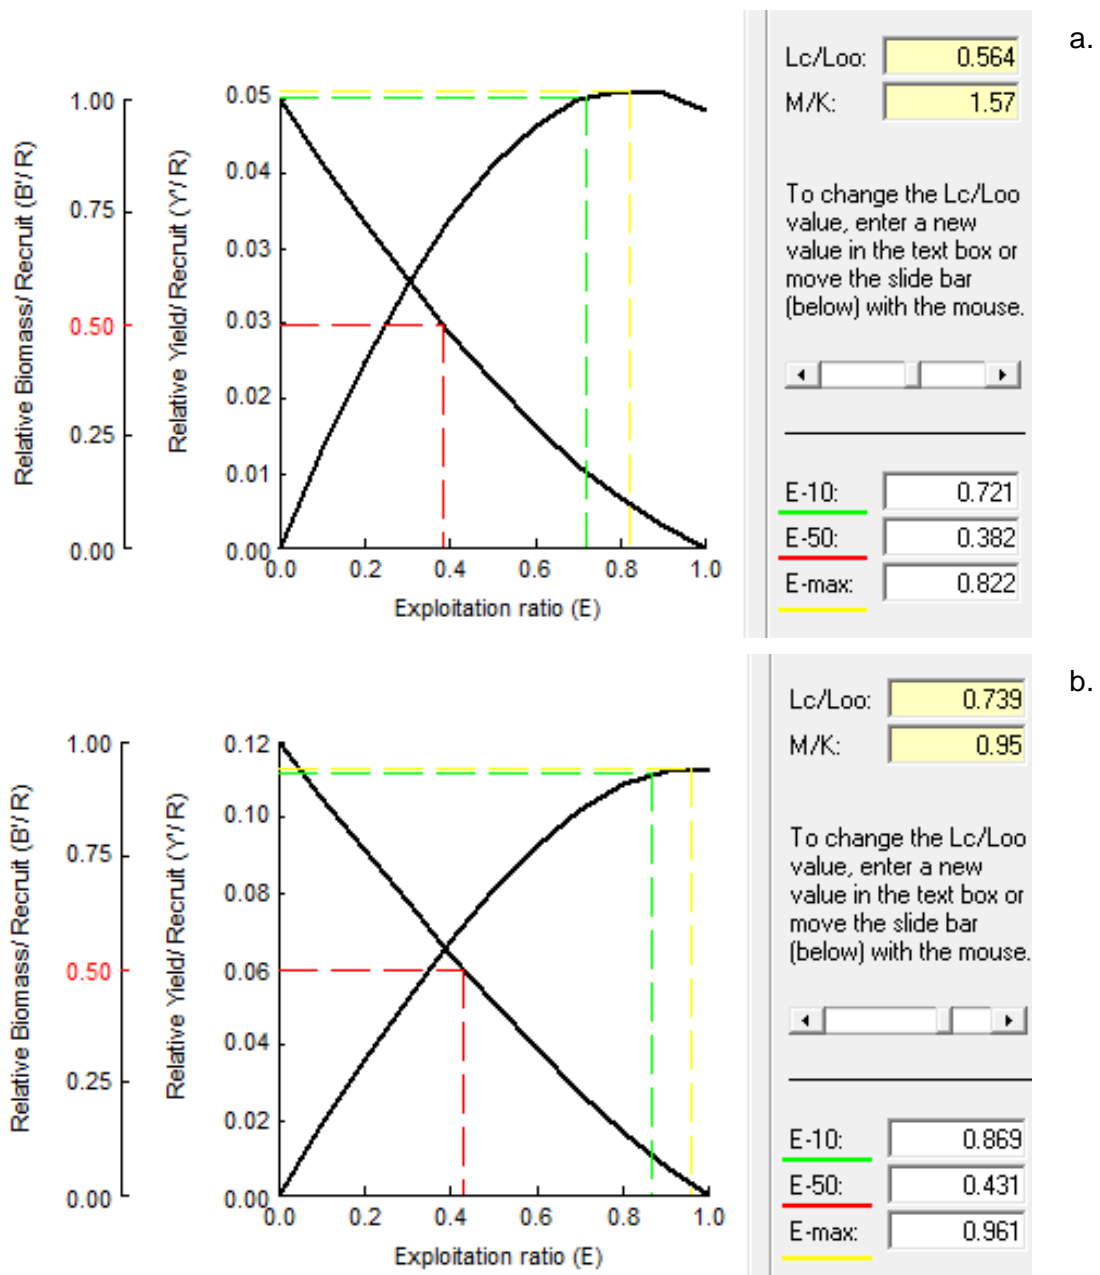 a.
Lc/Loo: 0.564
M/K: 1.57
To change the Lc/Loo
value, enter a new
value in the text box or
move the slide bar
(below) with the mouse.
E-10: 0.721
E-50: 0.382
E-max: 0.822
Relative Biomass/ Recruit (B'/ R)
1.00
0.75
0.50
0.25
0.00
Relative Yield/ Recruit (Y'/ R)
0.05
0.04
0.03
0.03
0.02
0.01
0.00
0.0 0.2 0.4 0.6 0.8 1.0
Exploitation ratio (E)
b.
Lc/Loo: 0.739
M/K: 0.95
To change the Lc/Loo
value, enter a new
value in the text box or
move the slide bar
(below) with the mouse.
E-10: 0.869
E-50: 0.431
E-max: 0.961
Relative Biomass/ Recruit (B'/ R)
1.00
0.75
0.50
0.25
0.00
Relative Yield/ Recruit (Y'/ R)
0.12
0.10
0.08
0.06
0.04
0.02
0.00
0.0 0.2 0.4 0.6 0.8 1.0
Exploitation ratio (E)